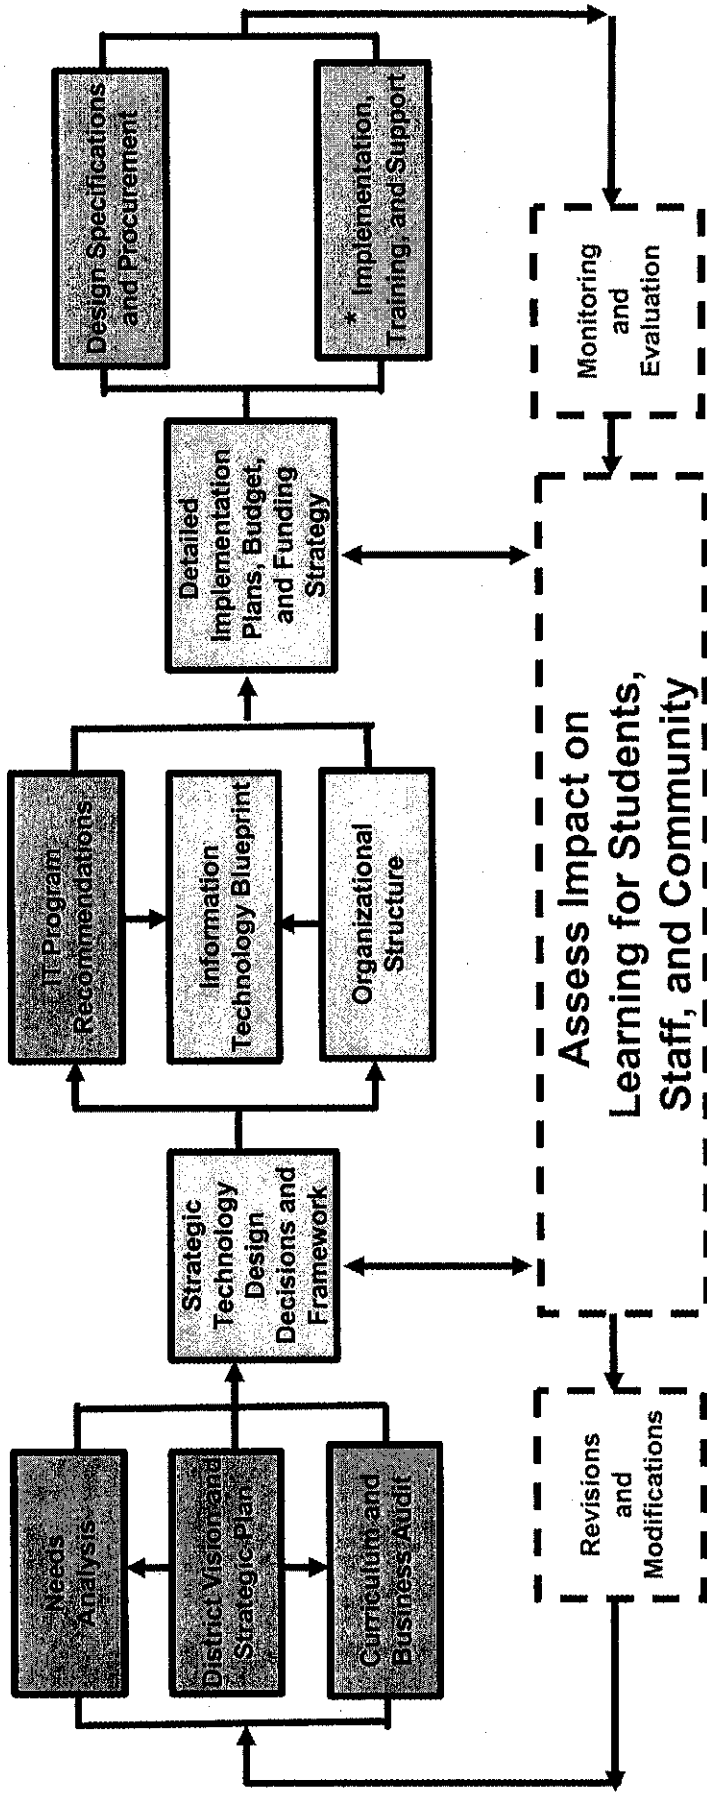 Needs
Analysis
District Vision and
Strategic Plan
Curriculum and
Business Audit
Strategic
Technology
Design
Decisions and
Framework
IT Program
Recommendations
Information
Technology Blueprint
Organizational
Structure
Detailed
Implementation
Plans, Budget,
and Funding
Strategy
Design Specifications
and Procurement
* Implementation,
Training, and Support
Revisions
and
Modifications
Assess Impact on
Learning for Students,
Staff, and Community
Monitoring
and
Evaluation